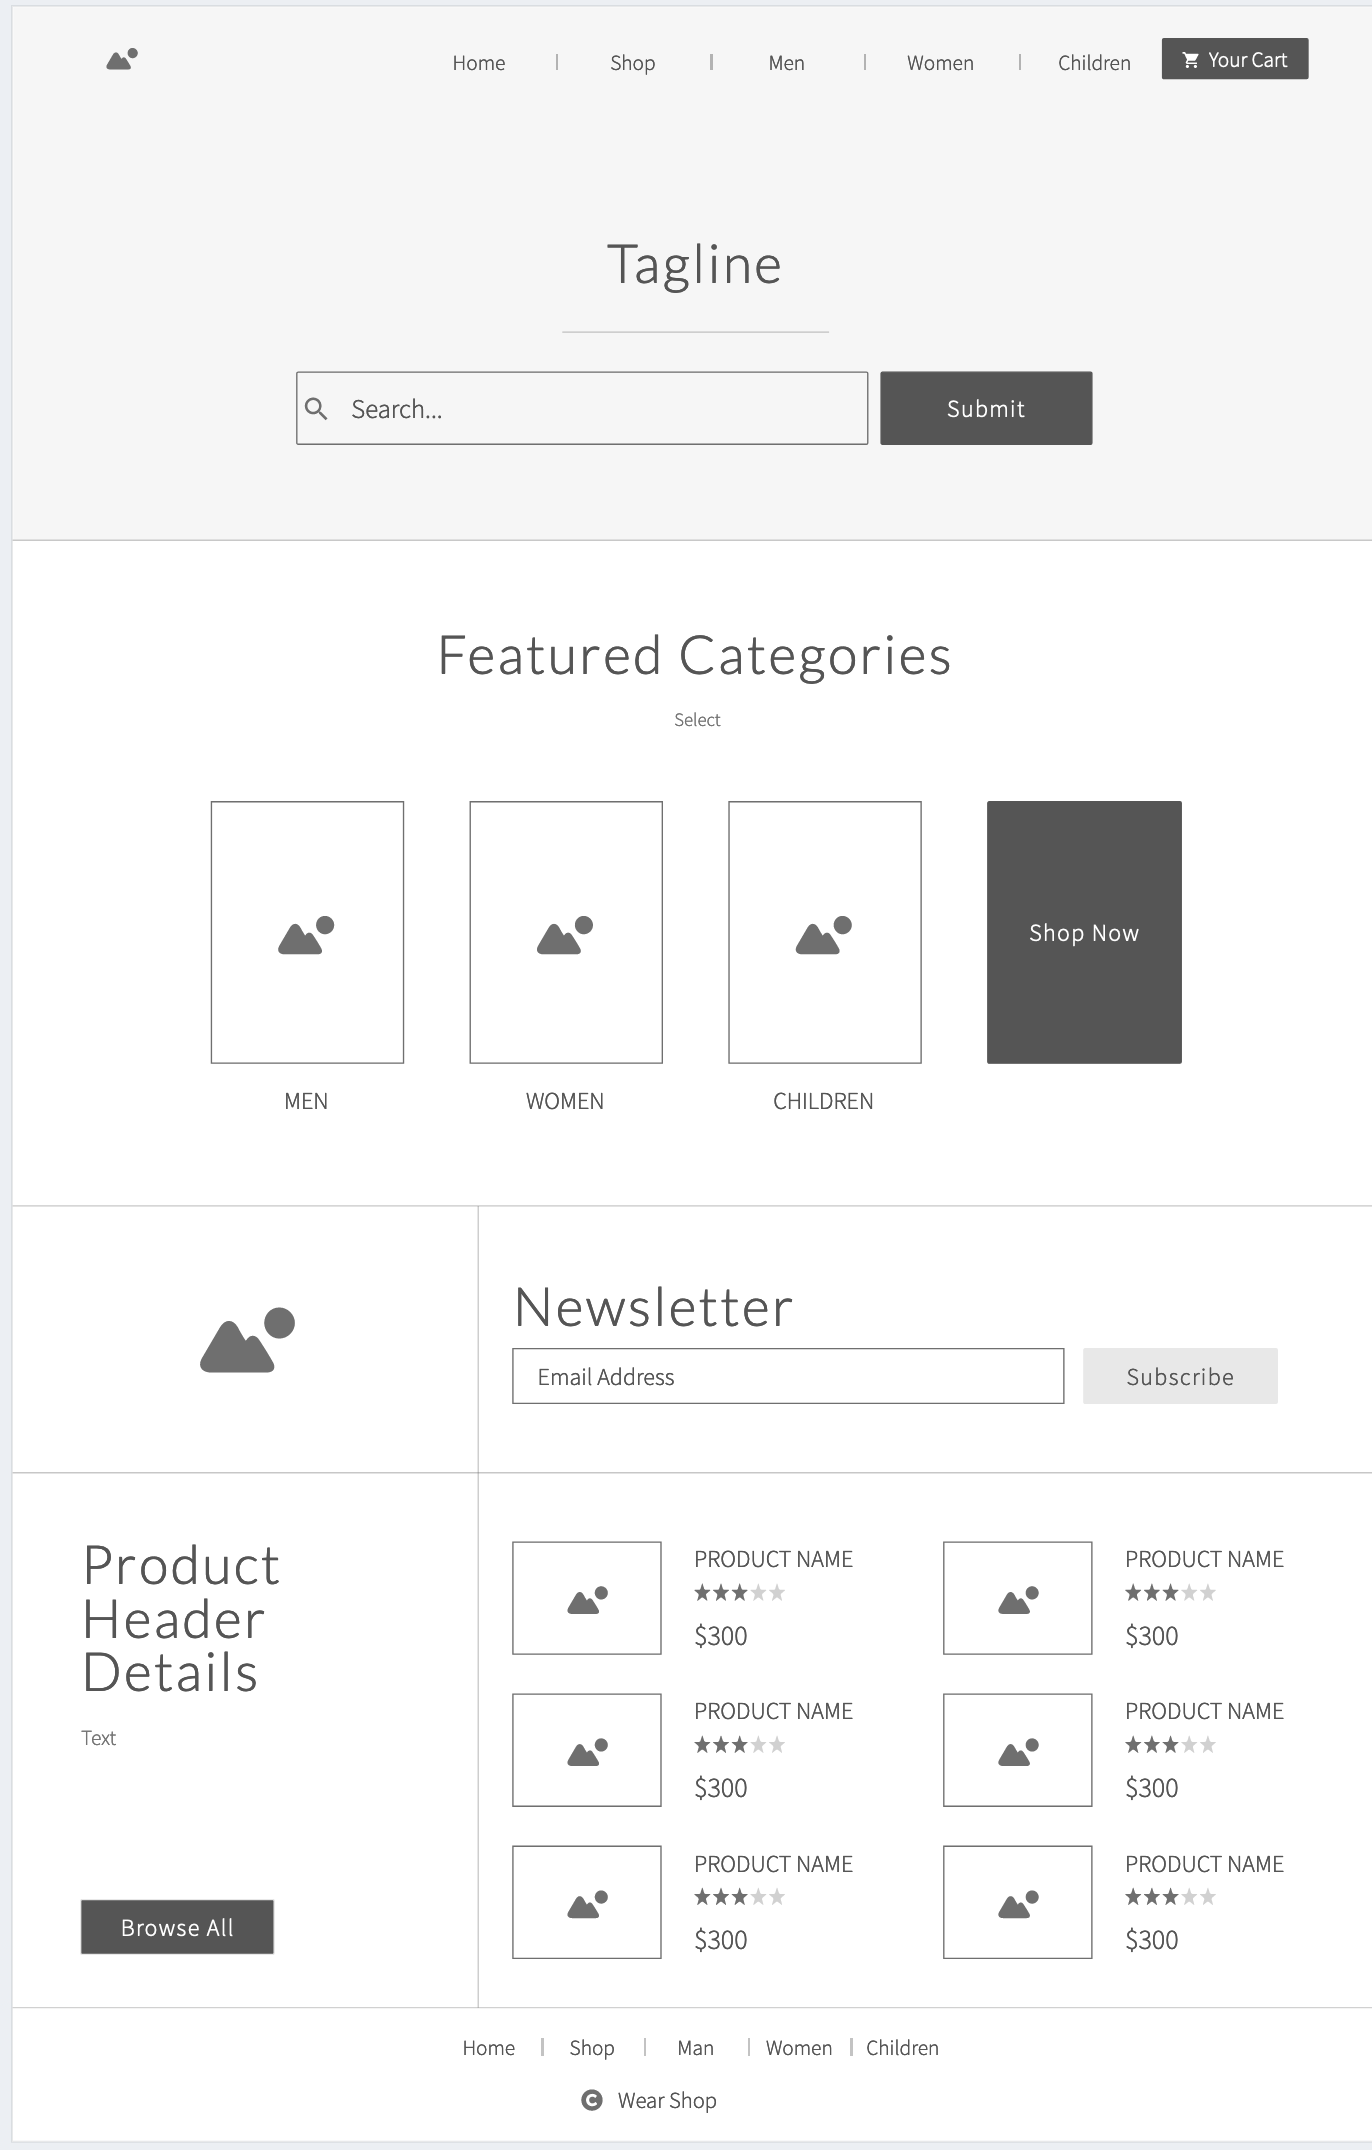 Home | Shop | Men | Women | Children Your Cart
Tagline
Search...
Submit
Featured Categories
Select
Shop Now
MEN
WOMEN
CHILDREN
Newsletter
Email Address
Subscribe
Product
Header
Details
Text
Browse All
PRODUCT NAME
$300
PRODUCT NAME
$300
PRODUCT NAME
$300
PRODUCT NAME
$300
PRODUCT NAME
$300
PRODUCT NAME
$300
Home | Shop | Man | Women | Children
© Wear Shop